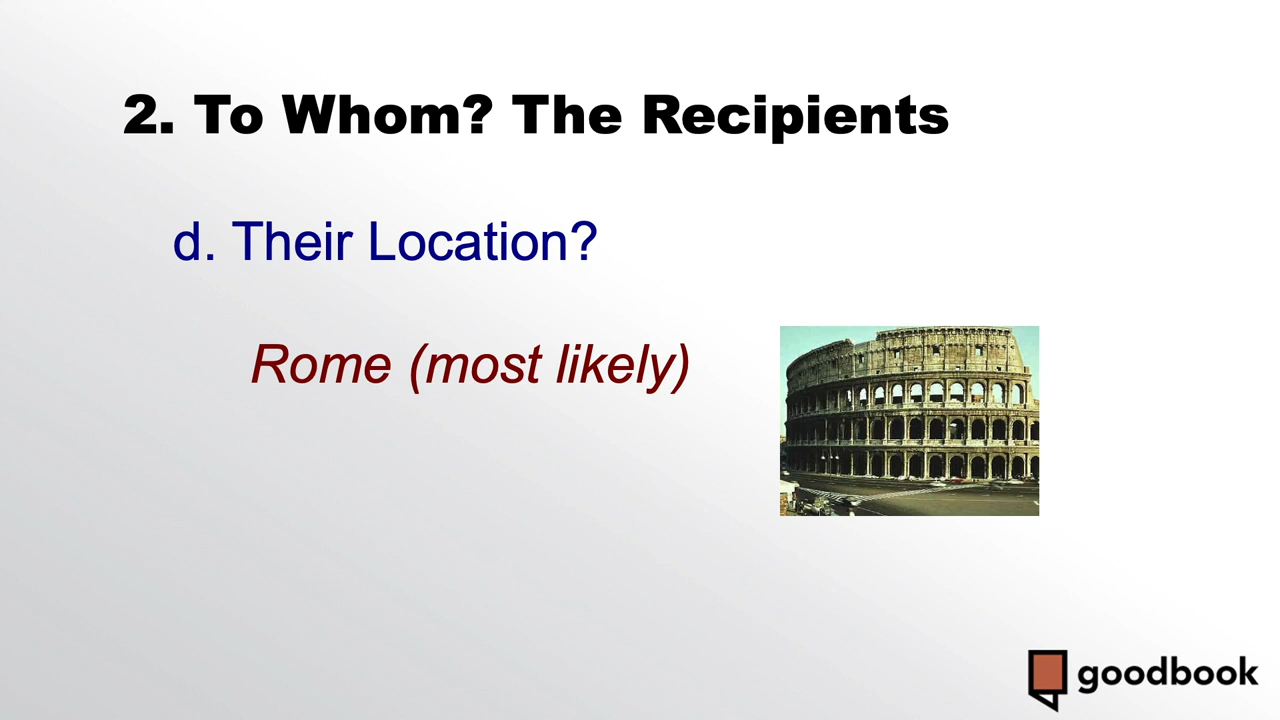 2. To Whom? The Recipients
d. Their Location?
Rome (most likely)
goodbook